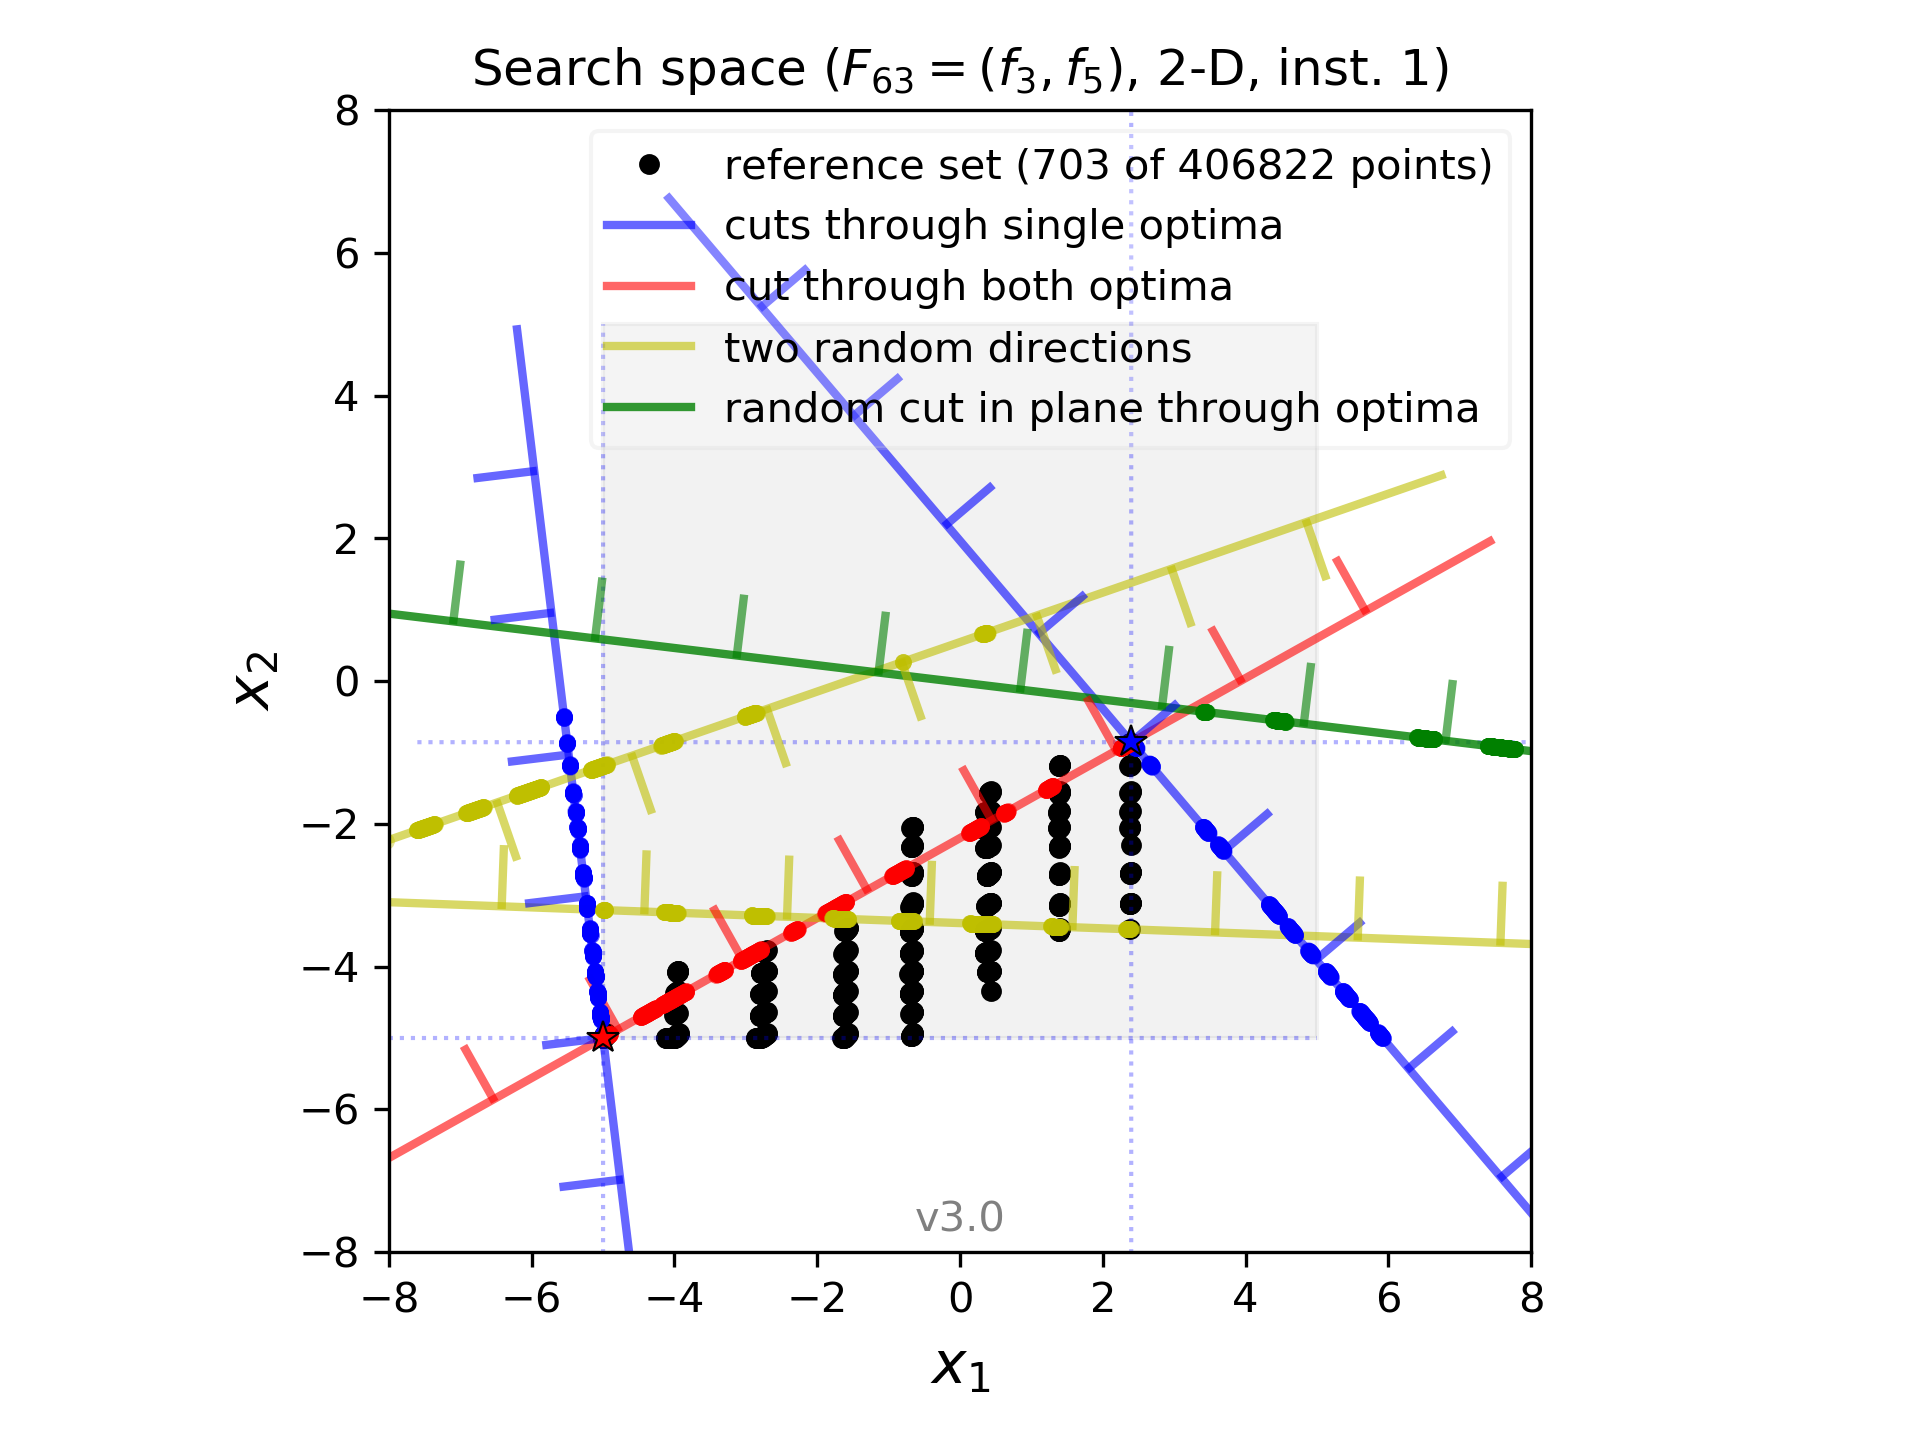 Search space (F63 = (f3, f5), 2-D, inst. 1)
reference set (703 of 406822 points)
cuts through single optima
cut through both optima
two random directions
random cut in plane through optima
8
6
4
2
0
−2
−4
−6
−8
x2
v3.0
−8 −6 −4 −2 0 2 4 6 8
x1